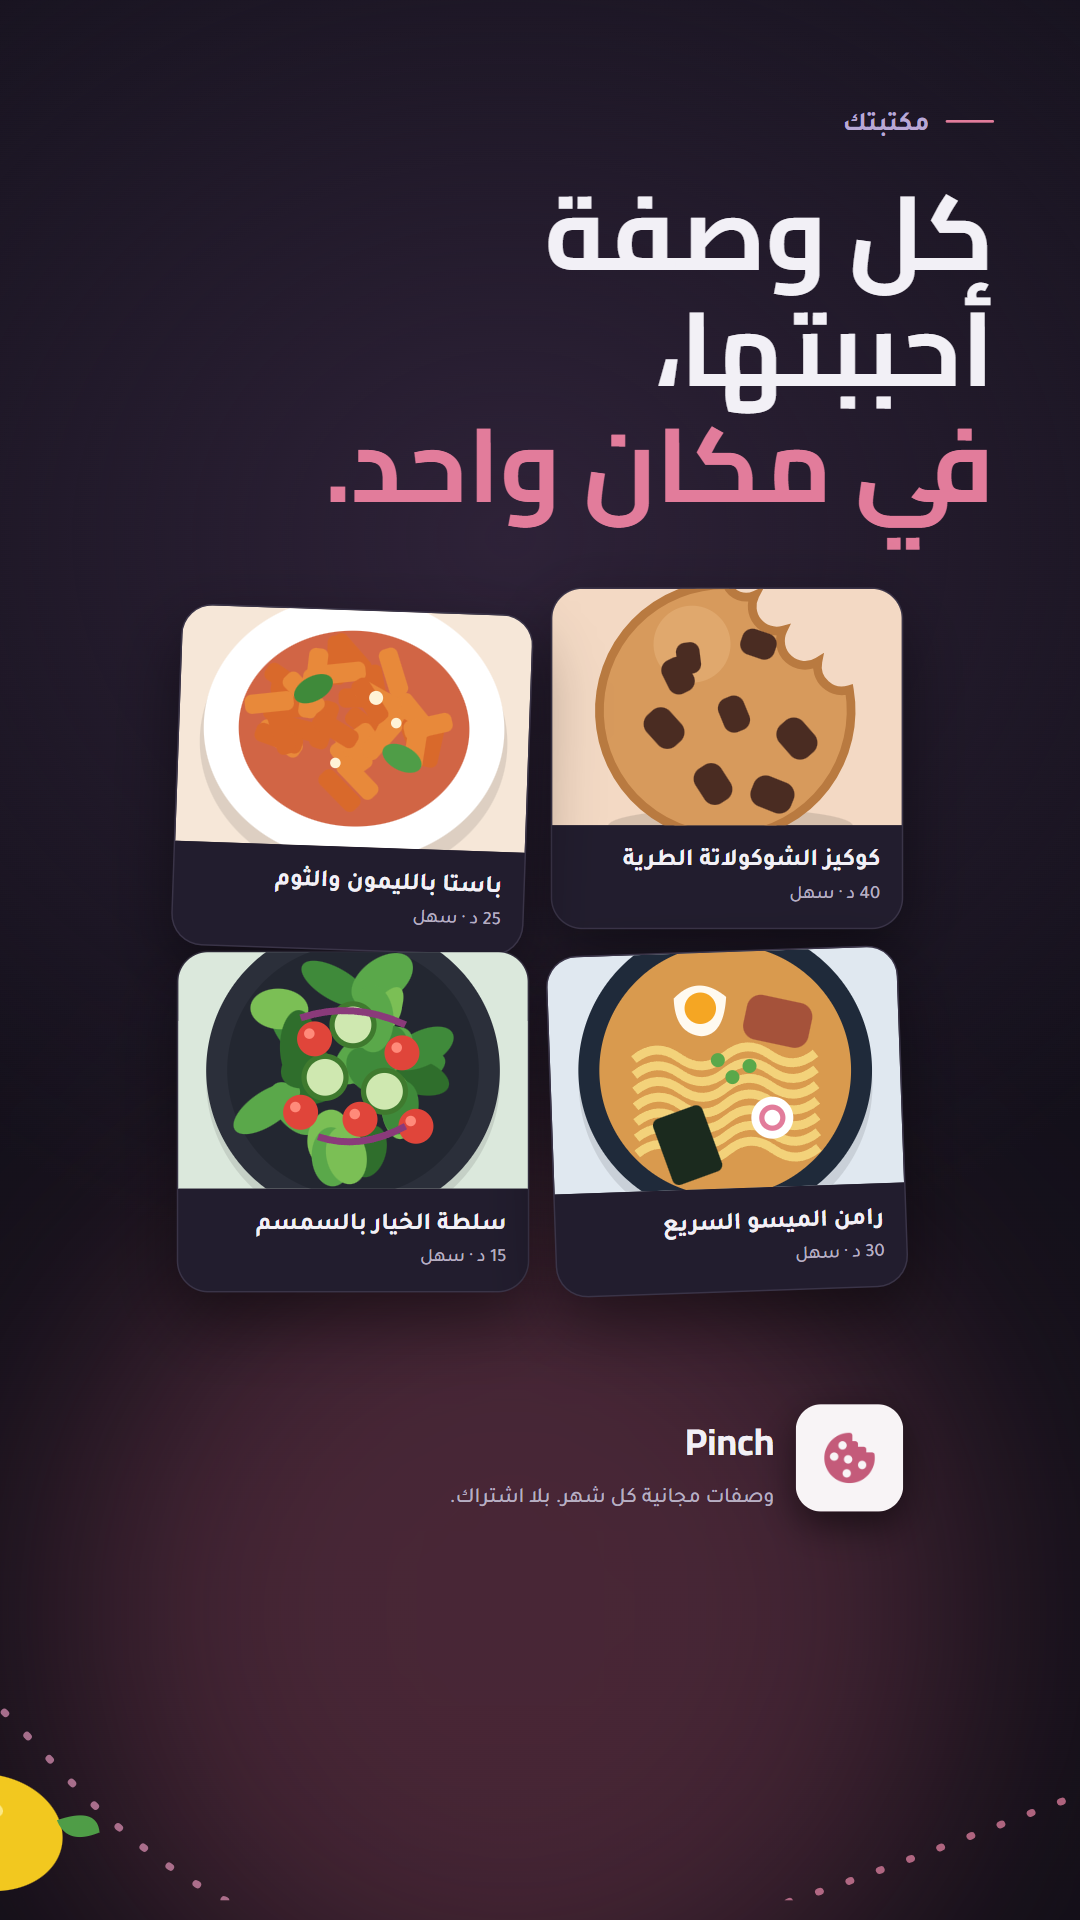 مكتبتك
كل وصفة
أحببتها،
في مكان واحد.
كوكيز الشوكولاتة الطرية
40 د · سهل
باستا بالليمون والثوم
25 د · سهل
رامن الميسو السريع
30 د · سهل
سلطة الخيار بالسمسم
15 د · سهل
Pinch
وصفات مجانية كل شهر. بلا اشتراك.